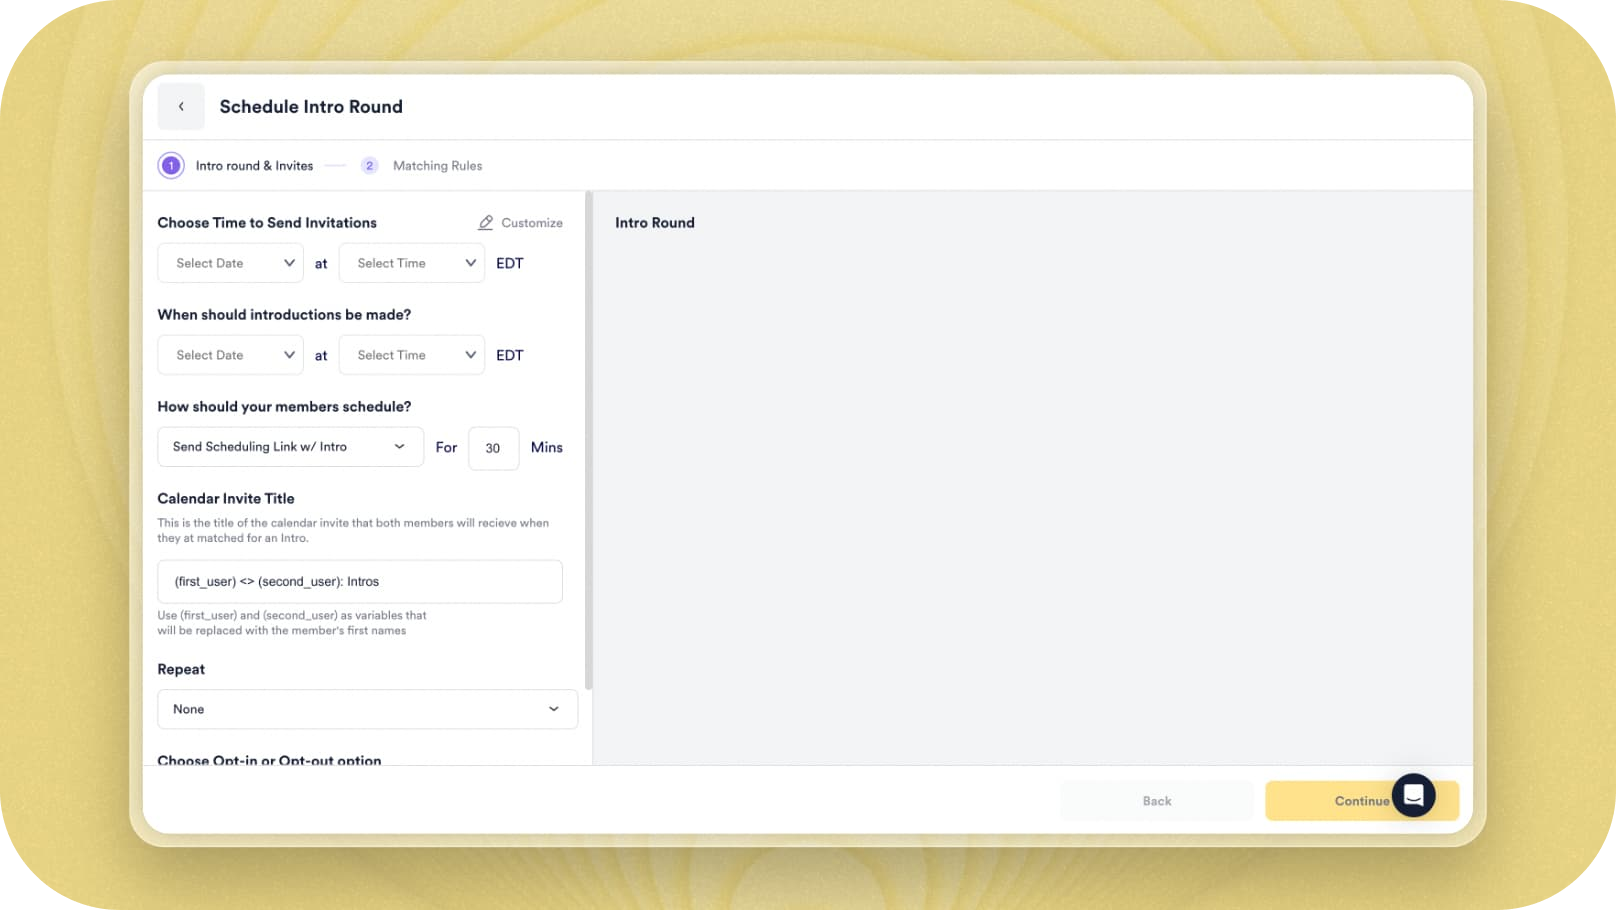 Schedule Intro Round
1 Intro round & Invites 2 Matching Rules
Choose Time to Send Invitations Customize
Select Date at Select Time EDT
When should introductions be made?
Select Date at Select Time EDT
How should your members schedule?
Send Scheduling Link w/ Intro For 30 Mins
Calendar Invite Title
This is the title of the calendar invite that both members will recieve when
they at matched for an Intro.
(first_user) <> (second_user): Intros
Use (first_user) and (second_user) as variables that
will be replaced with the member's first names
Repeat
None
Choose Opt-in or Opt-out option
Intro Round
Back Continue